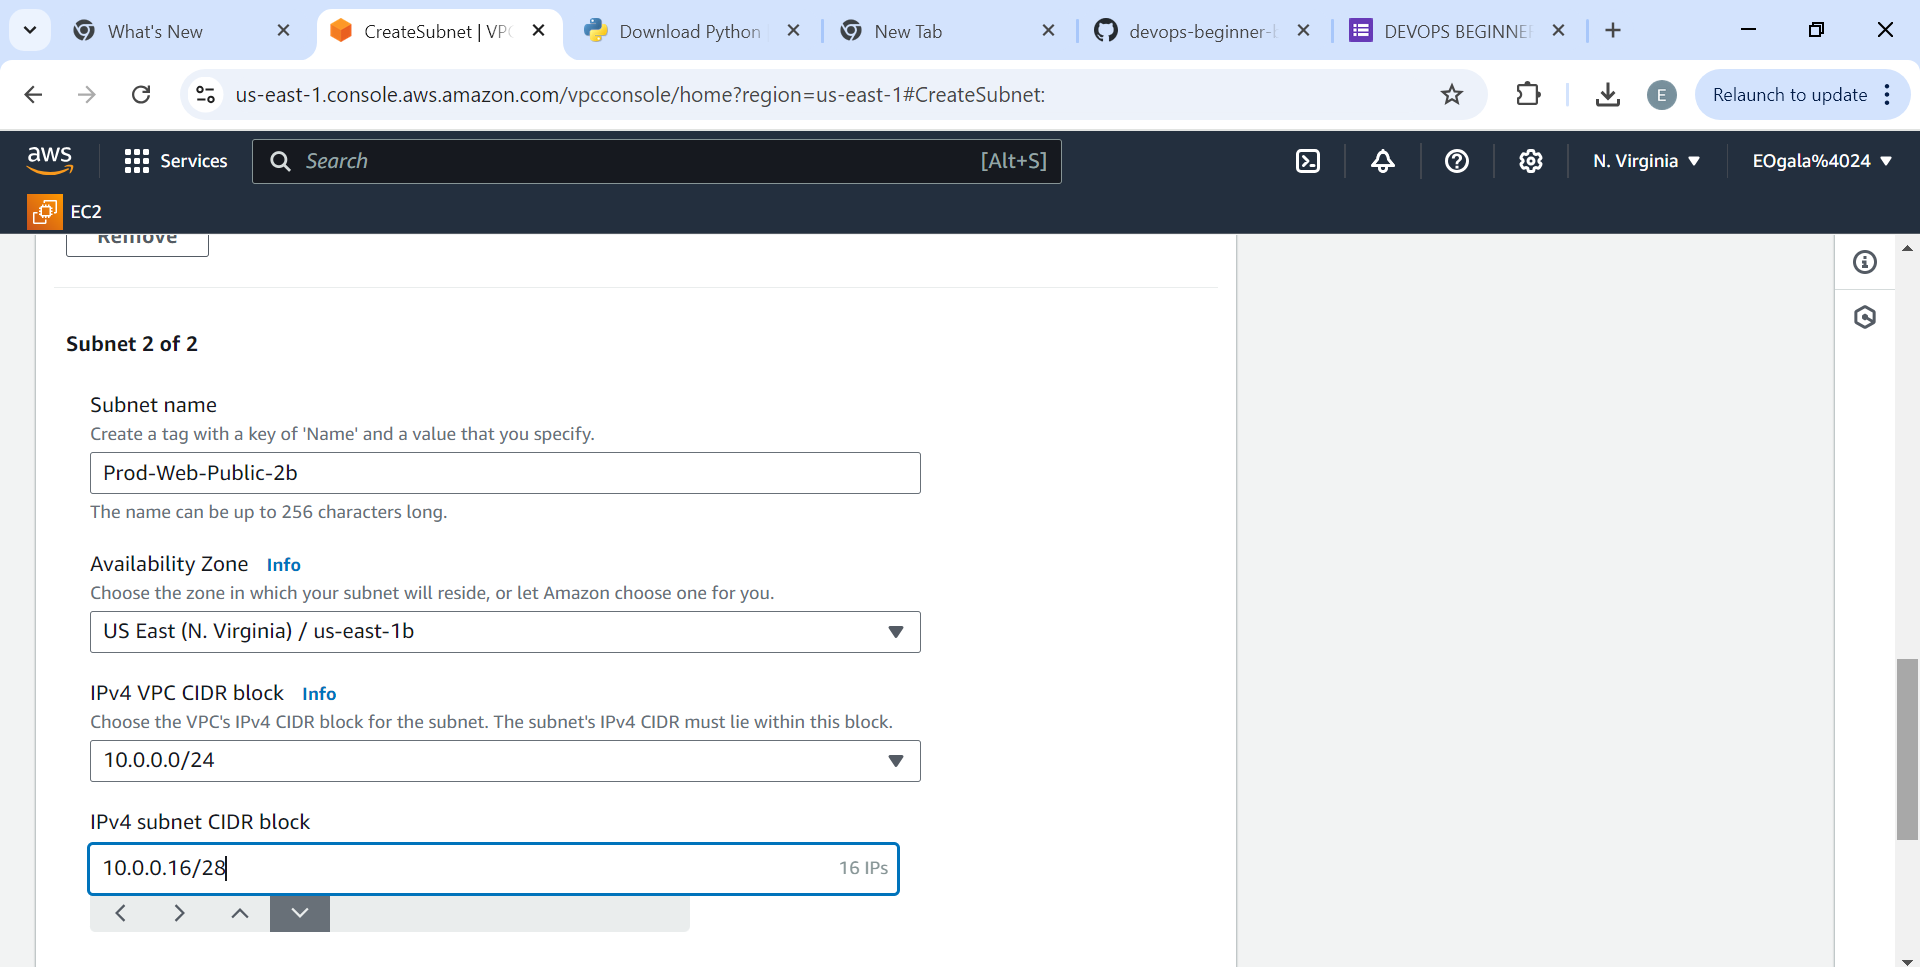 What's New
CreateSubnet | VPC
Download Python
New Tab
devops-beginner-b
DEVOPS BEGINNER
us-east-1.console.aws.amazon.com/vpcconsole/home?region=us-east-1#CreateSubnet:
E
Relaunch to update
aws
Services
Search
[Alt+S]
N. Virginia
EOgala%4024
EC2
Remove
Subnet 2 of 2
Subnet name
Create a tag with a key of 'Name' and a value that you specify.
Prod-Web-Public-2b
The name can be up to 256 characters long.
Availability Zone Info
Choose the zone in which your subnet will reside, or let Amazon choose one for you.
US East (N. Virginia) / us-east-1b
IPv4 VPC CIDR block Info
Choose the VPC's IPv4 CIDR block for the subnet. The subnet's IPv4 CIDR must lie within this block.
10.0.0.0/24
IPv4 subnet CIDR block
10.0.0.16/28
16 IPs